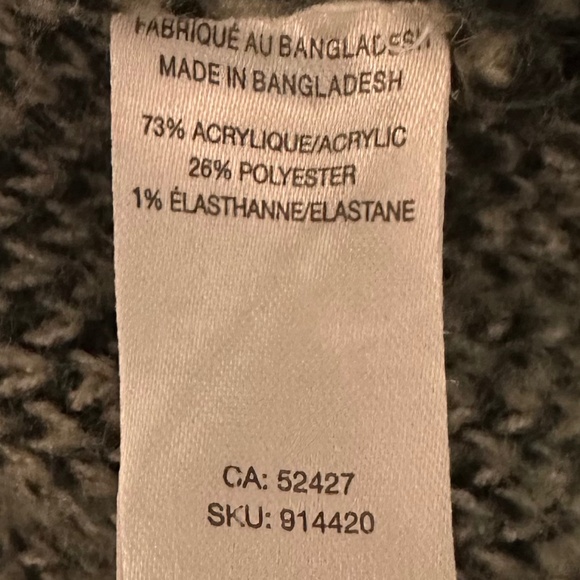 FABRIQUÉ AU BANGLADESH
MADE IN BANGLADESH
73% ACRYLIQUE/ACRYLIC
26% POLYESTER
1% ÉLASTHANNE/ELASTANE
CA: 52427
SKU: 914420